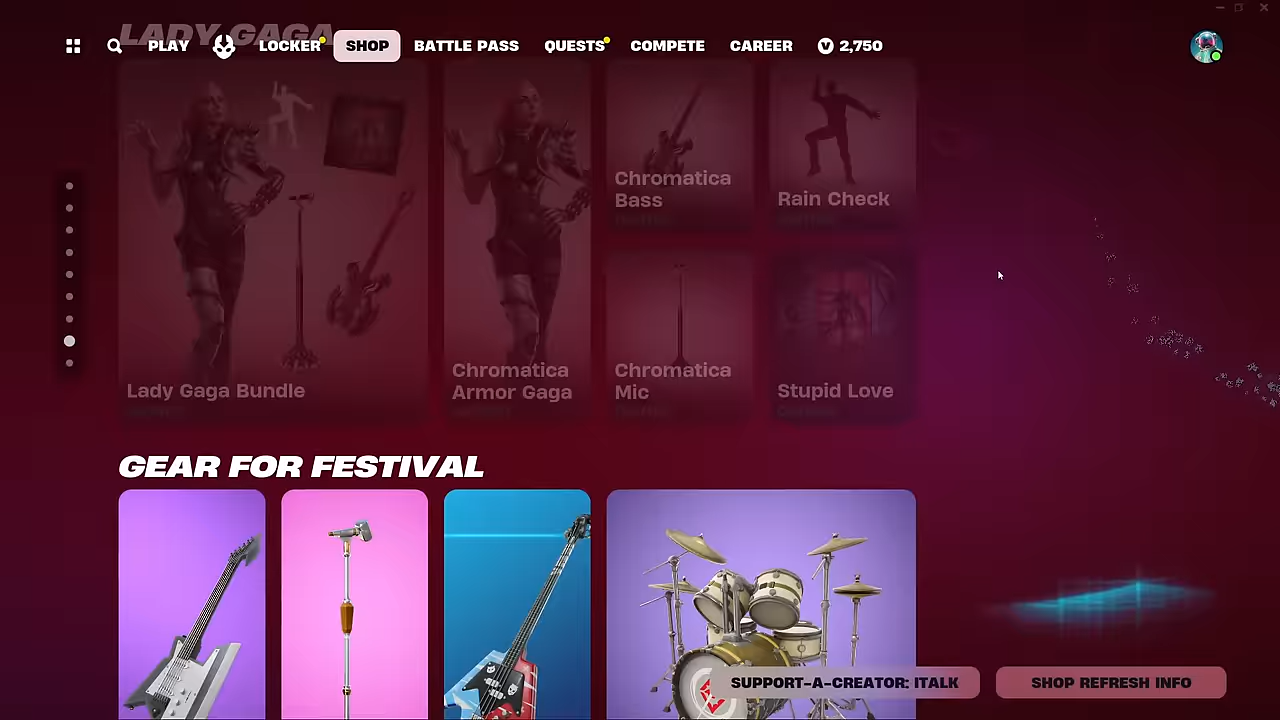 LADY GAGA
PLAY
LOCKER
SHOP
BATTLE PASS
QUESTS
COMPETE
CAREER
V 2,750
Chromatica
Bass
Rain Check
Lady Gaga Bundle
Chromatica
Armor Gaga
Chromatica
Mic
Stupid Love
GEAR FOR FESTIVAL
SUPPORT-A-CREATOR: ITALK
SHOP REFRESH INFO